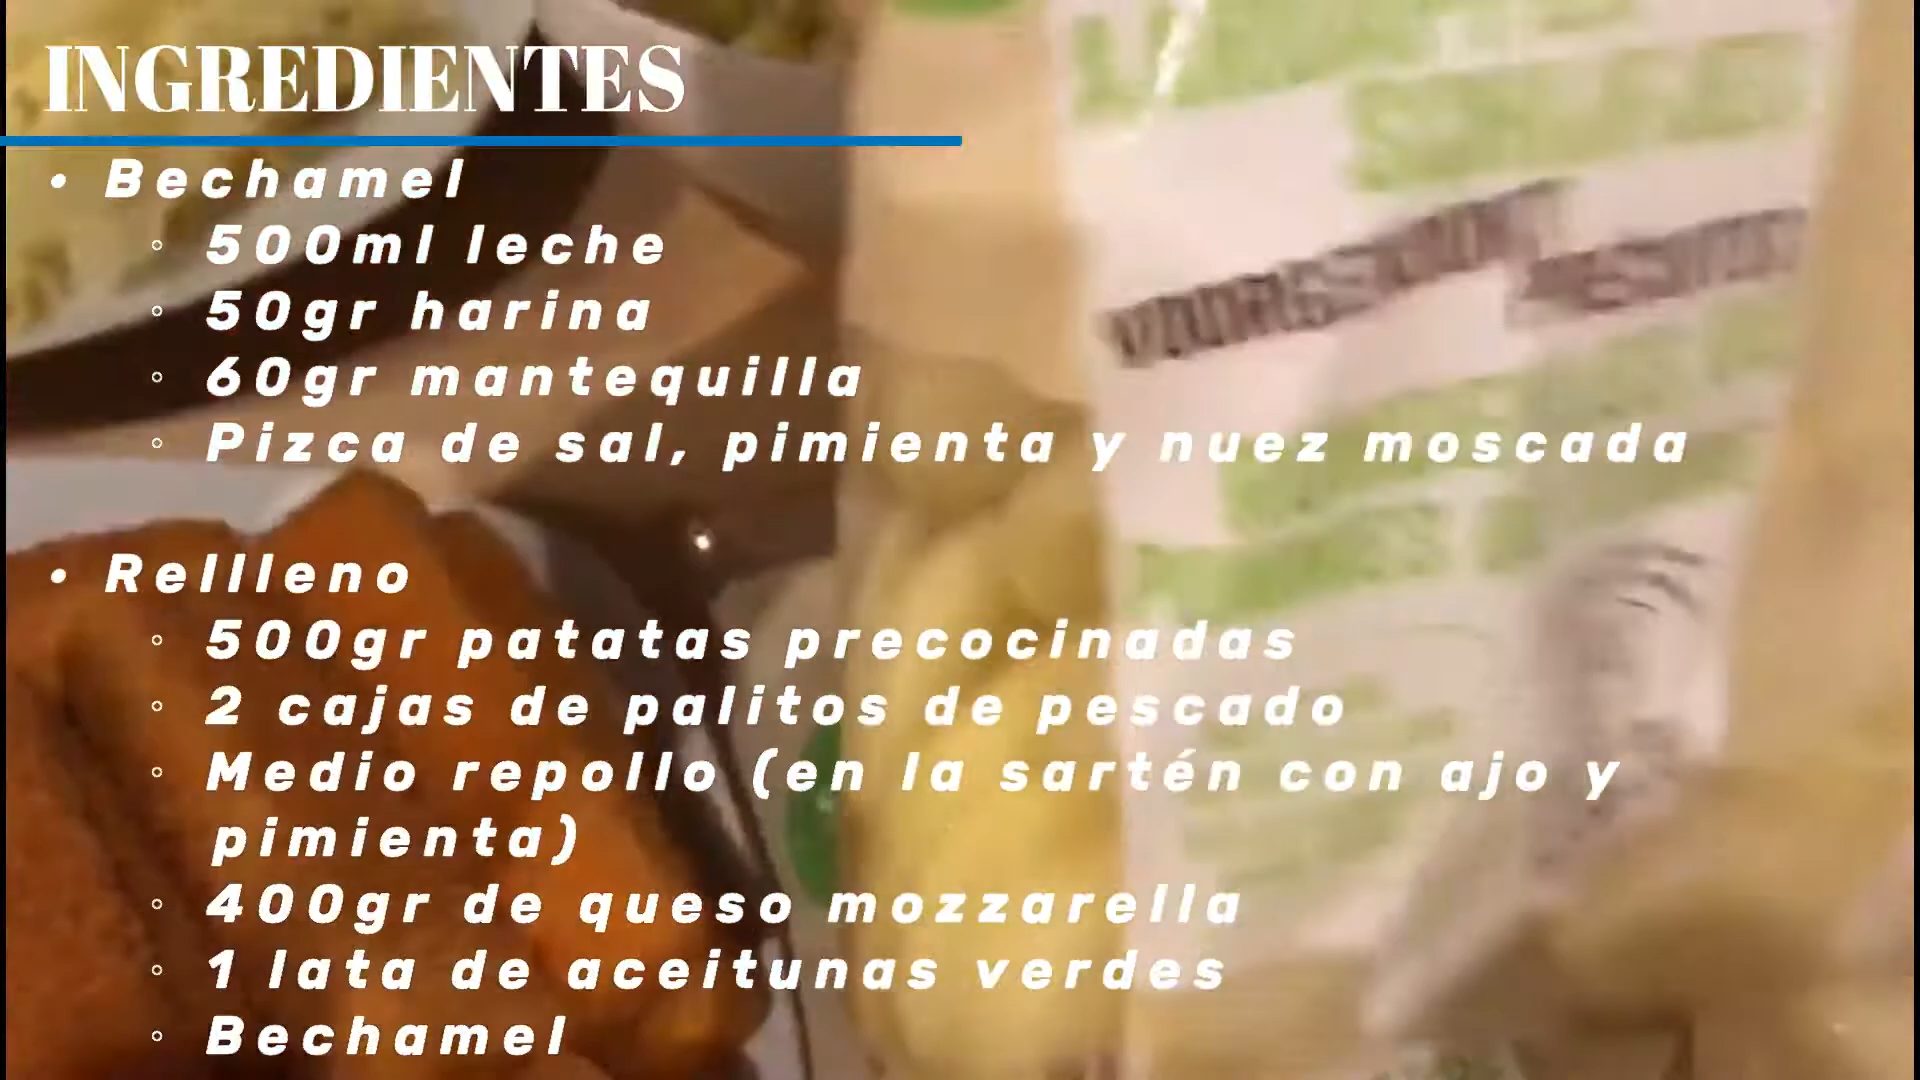 INGREDIENTES
• Bechamel
◦ 500ml leche
◦ 50gr harina
◦ 60gr mantequilla
◦ Pizca de sal, pimienta y nuez moscada
• Rellleno
◦ 500gr patatas precocinadas
◦ 2 cajas de palitos de pescado
◦ Medio repollo (en la sartén con ajo y
pimienta)
◦ 400gr de queso mozzarella
◦ 1 lata de aceitunas verdes
◦ Bechamel